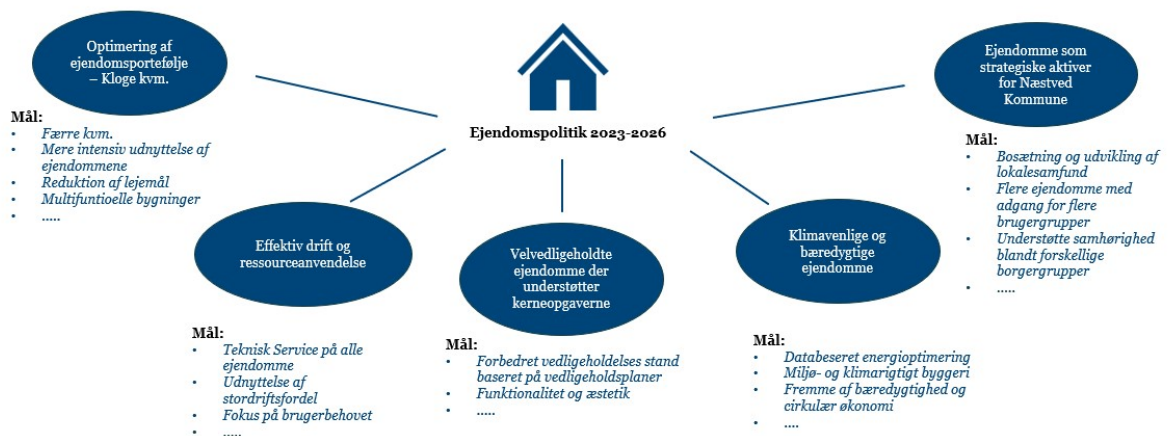 Optimering af
ejendomsportefølje
– Kloge kvm.
Mål:
• Færre kvm.
• Mere intensiv udnyttelse af
ejendommene
• Reduktion af lejemål
• Multifuntioelle bygninger
• .....
Ejendomspolitik 2023-2026
Effektiv drift og
ressourceanvendelse
Mål:
• Teknisk Service på alle
ejendomme
• Udnyttelse af
stordriftsfordel
• Fokus på brugerbehovet
• .....
Velvedligeholdte
ejendomme der
understøtter
kerneopgaverne
Mål:
• Forbedret vedligeholdelses stand
baseret på vedligeholdsplaner
• Funktionalitet og æstetik
• .....
Klimavenlige og
bæredygtige
ejendomme
Mål:
• Databeseret energioptimering
• Miljø- og klimarigtigt byggeri
• Fremme af bæredygtighed og
cirkulær økonomi
• ....
Ejendomme som
strategiske aktiver
for Næstved
Kommune
Mål:
• Bosætning og udvikling af
lokalesamfund
• Flere ejendomme med
adgang for flere
brugergrupper
• Understøtte samhørighed
blandt forskellige
borgergrupper
• .....